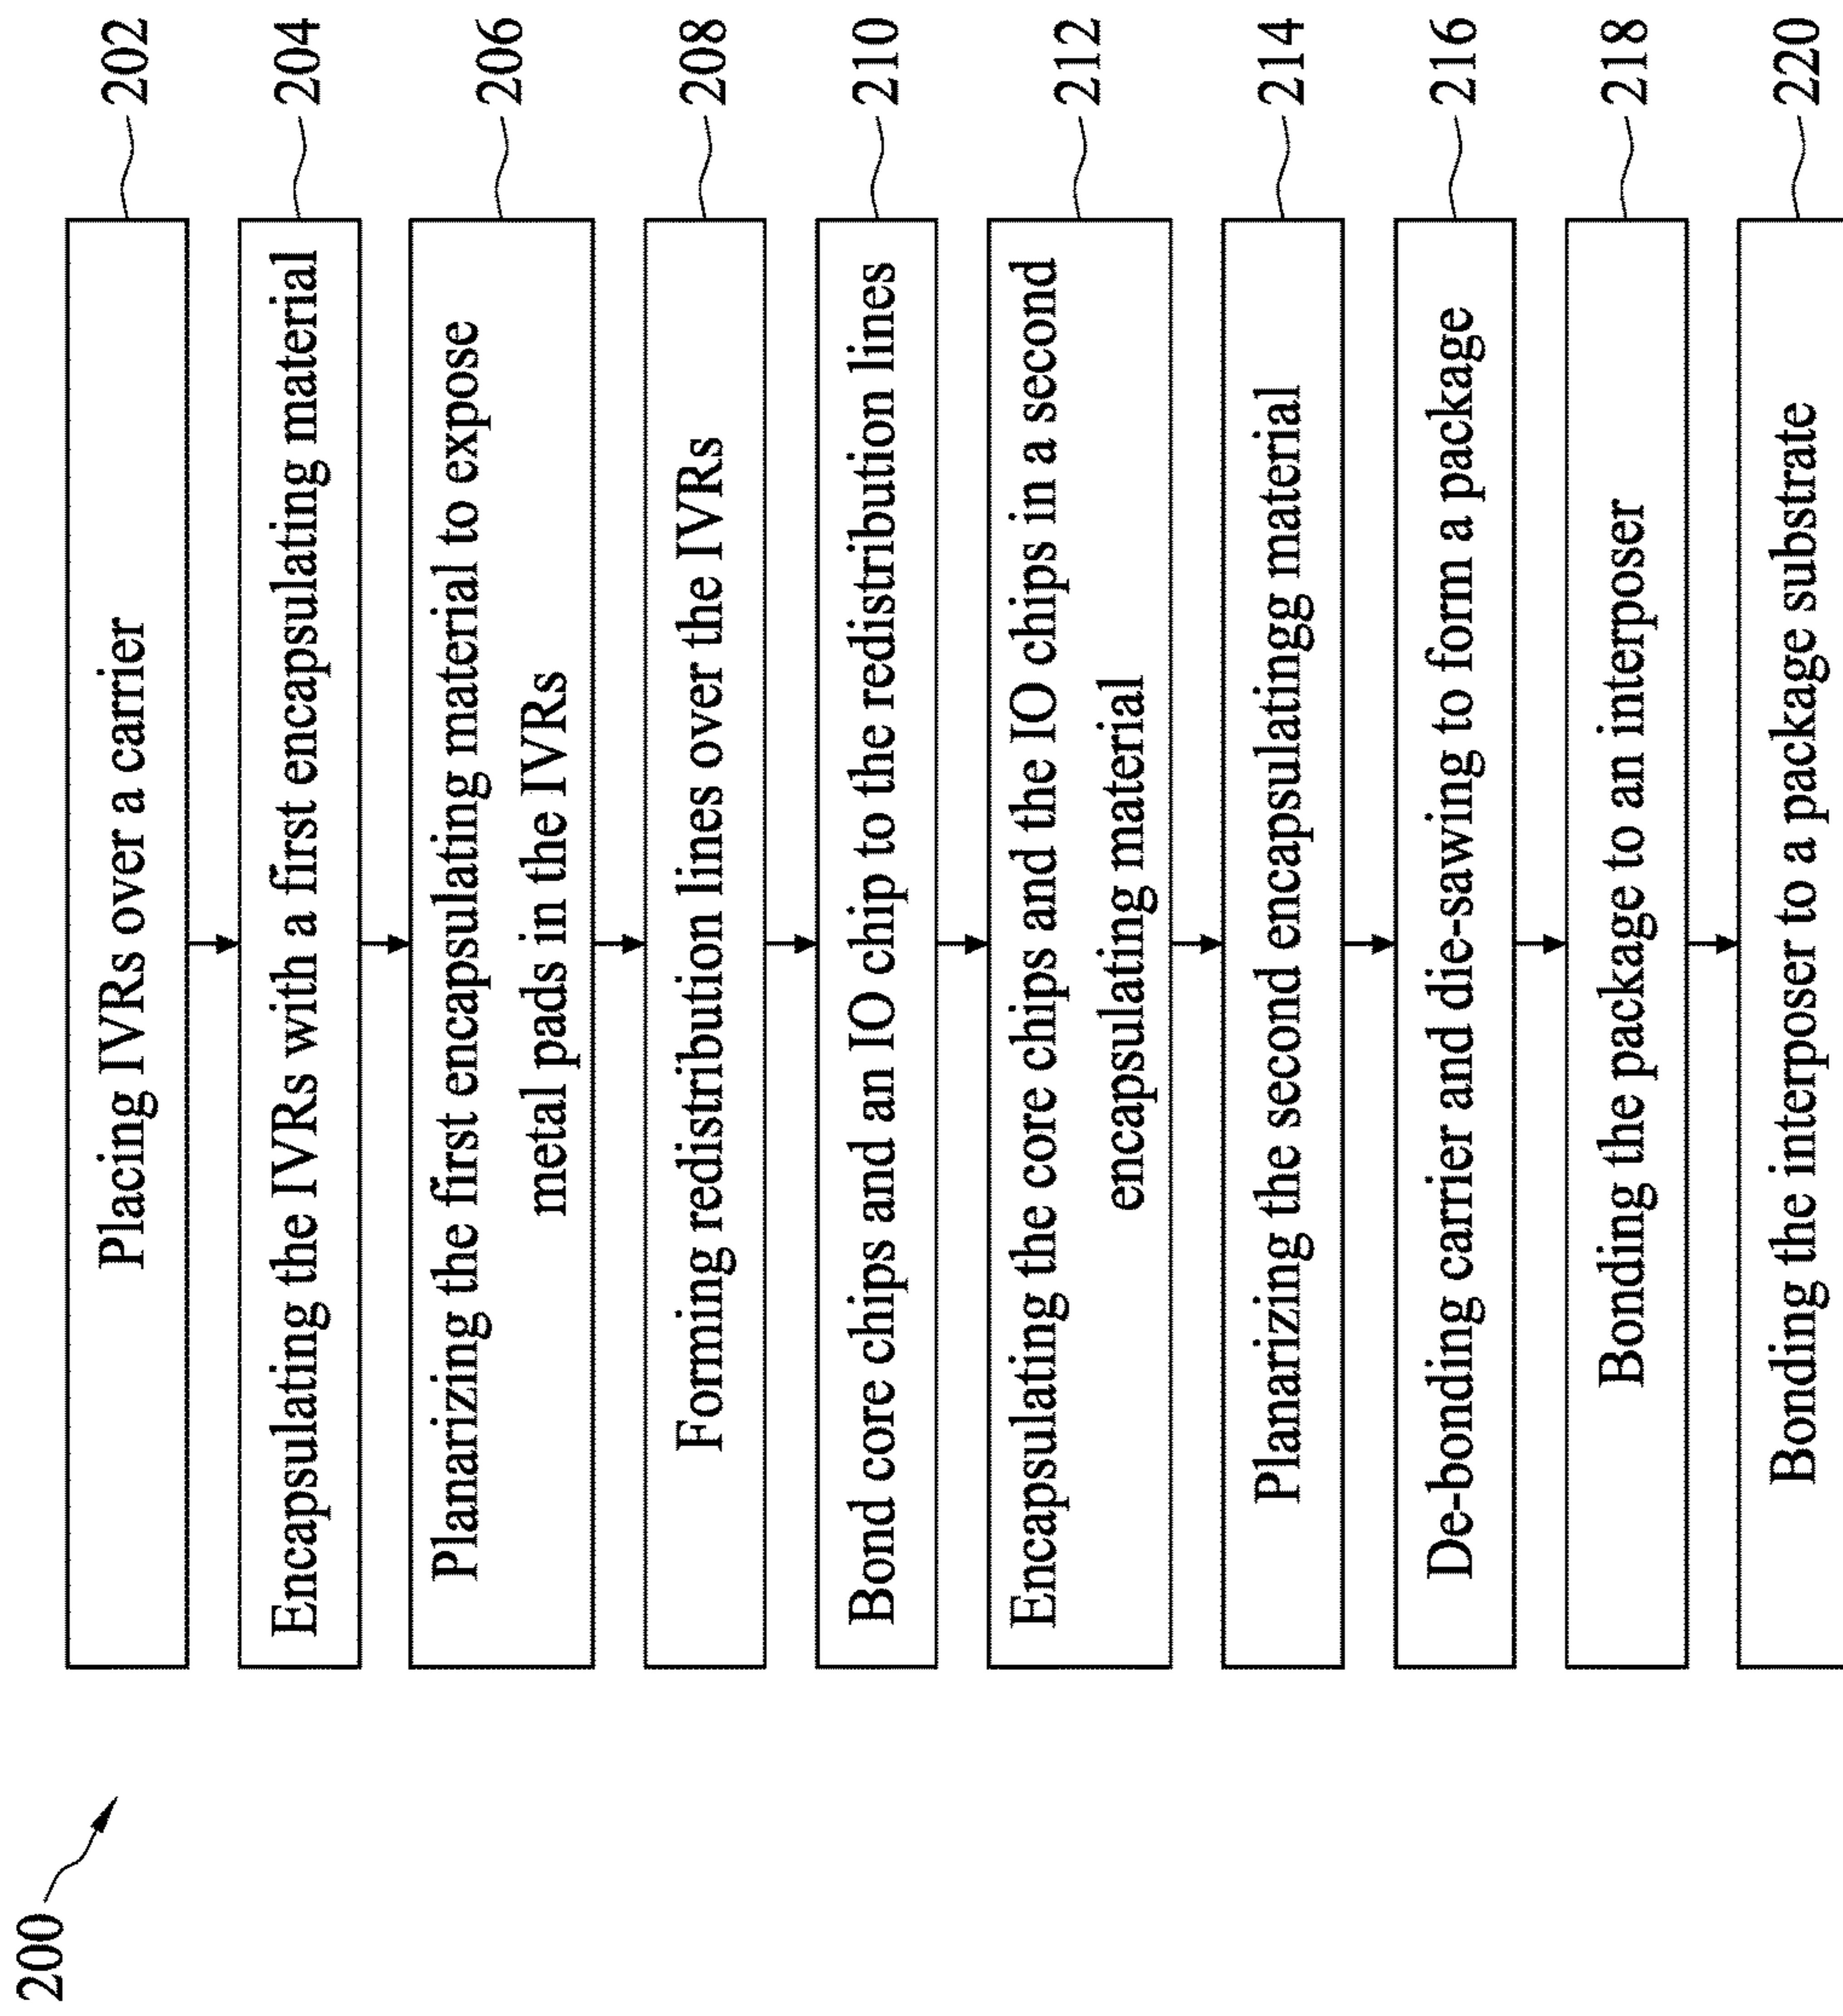 200
Placing IVRs over a carrier
202
Encapsulating the IVRs with a first encapsulating material
204
Planarizing the first encapsulating material to expose
metal pads in the IVRs
206
Forming redistribution lines over the IVRs
208
Bond core chips and an IO chip to the redistribution lines
210
Encapsulating the core chips and the IO chips in a second
encapsulating material
212
Planarizing the second encapsulatingg material
214
De-bonding carrier and die-sawing to form a package
216
Bonding the package to an interposer
218
Bonding the interposer to a package substrate
220